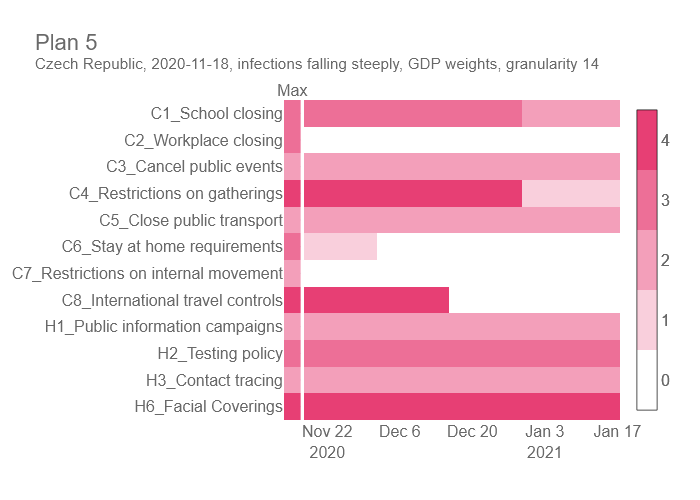 Plan 5
Czech Republic, 2020-11-18, infections falling steeply, GDP weights, granularity 14
Max
C1_School closing
C2_Workplace closing
C3_Cancel public events
C4_Restrictions on gatherings
C5_Close public transport
C6_Stay at home requirements
C7_Restrictions on internal movement
C8_International travel controls
H1_Public information campaigns
H2_Testing policy
H3_Contact tracing
H6_Facial Coverings
4
3
2
1
0
Nov 22 Dec 6 Dec 20 Jan 3 Jan 17
2020 2021